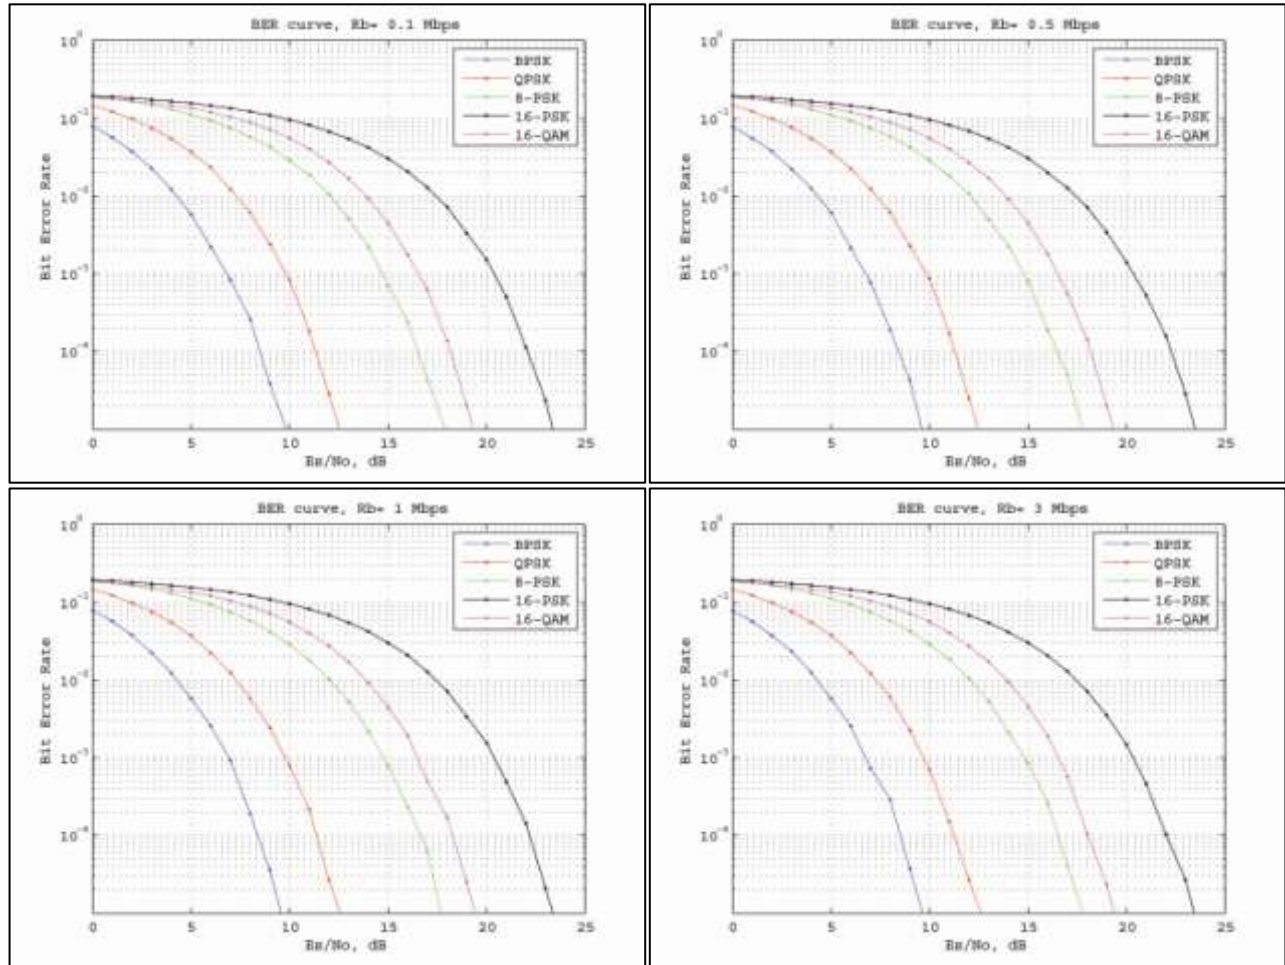 BER curve, Rb= 0.1 Mbps
10^0
10^-1
10^-2
10^-3
10^-4
Bit Error Rate
BPSK
QPSK
8-PSK
16-PSK
16-QAM
0 5 10 15 20 25
Es/No, dB
BER curve, Rb= 0.5 Mbps
10^0
10^-1
10^-2
10^-3
10^-4
Bit Error Rate
BPSK
QPSK
8-PSK
16-PSK
16-QAM
0 5 10 15 20 25
Es/No, dB
BER curve, Rb= 1 Mbps
10^0
10^-1
10^-2
10^-3
10^-4
Bit Error Rate
BPSK
QPSK
8-PSK
16-PSK
16-QAM
0 5 10 15 20 25
Es/No, dB
BER curve, Rb= 3 Mbps
10^0
10^-1
10^-2
10^-3
10^-4
Bit Error Rate
BPSK
QPSK
8-PSK
16-PSK
16-QAM
0 5 10 15 20 25
Es/No, dB